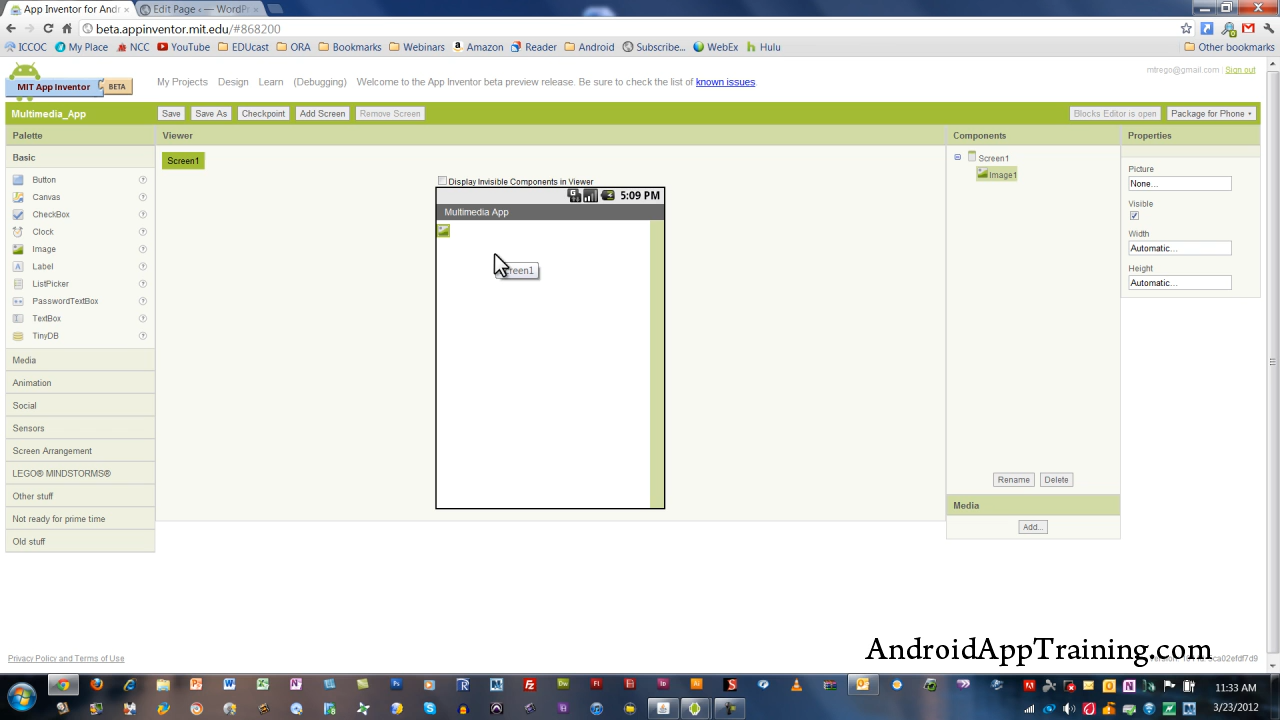 App Inventor for Andr
Edit Page ‹ — WordPr
beta.appinventor.mit.edu/#868200
ICCOC
My Place
NCC
YouTube
EDUcast
ORA
Bookmarks
Webinars
Amazon
Reader
Android
Subscribe...
WebEx
Hulu
Other bookmarks
MIT App Inventor
BETA
My Projects
Design
Learn
(Debugging)
Welcome to the App Inventor beta preview release. Be sure to check the list of known issues.
mtrego@gmail.com | Sign out
Multimedia_App
Save
Save As
Checkpoint
Add Screen
Remove Screen
Blocks Editor is open
Package for Phone
Palette
Basic
Button
Canvas
CheckBox
Clock
Image
Label
ListPicker
PasswordTextBox
TextBox
TinyDB
Media
Animation
Social
Sensors
Screen Arrangement
LEGO® MINDSTORMS®
Other stuff
Not ready for prime time
Old stuff
Viewer
Screen1
Display Invisible Components in Viewer
5:09 PM
Multimedia App
Components
Screen1
Image1
Rename
Delete
Media
Add...
Properties
Picture
None...
Visible
Width
Automatic...
Height
Automatic...
Privacy Policy and Terms of Use
AndroidAppTraining.com
11:33 AM
3/23/2012